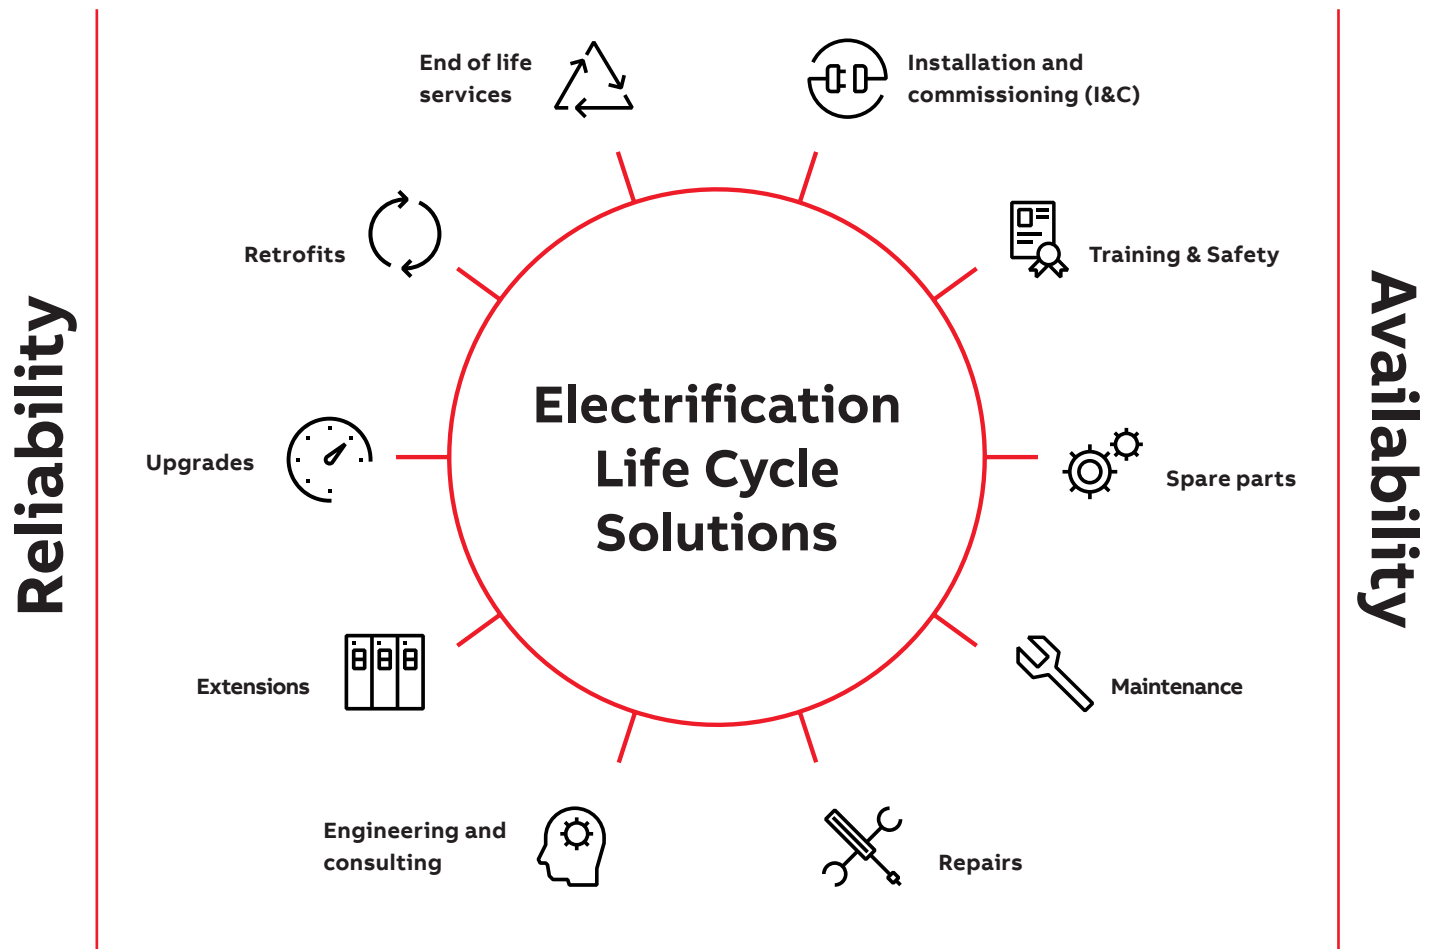 Reliability
End of life
services
Installation and
commissioning (I&C)
Retrofits
Training & Safety
Upgrades
Electrification
Life Cycle
Solutions
Spare parts
Extensions
Maintenance
Engineering and
consulting
Repairs
Availability